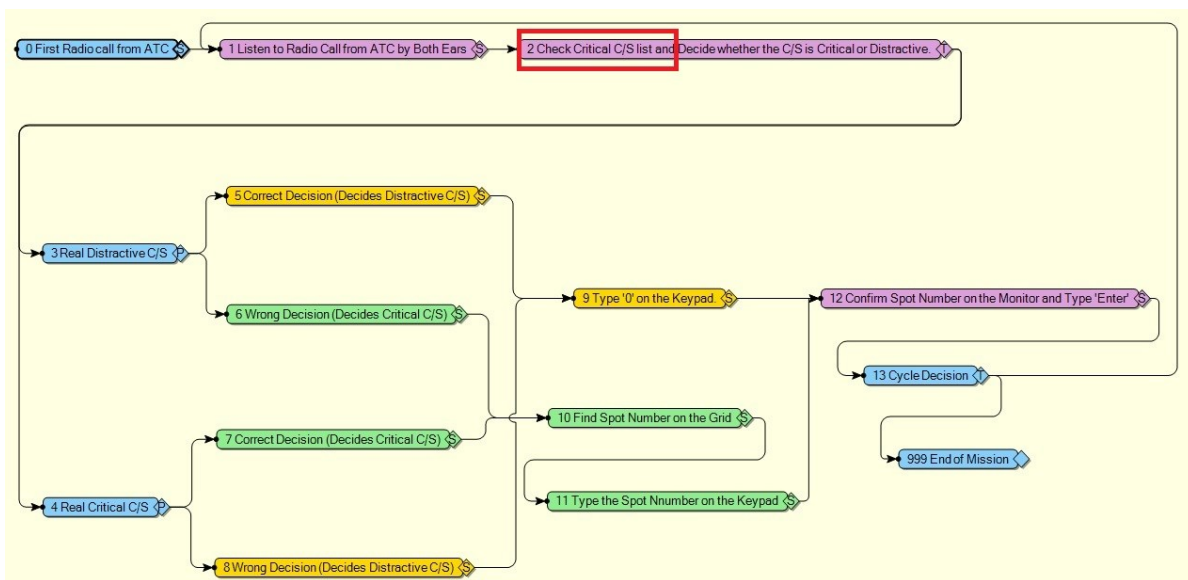 0 First Radio call from ATC S
1 Listen to Radio Call from ATC by Both Ears S
2 Check Critical C/S list and Decide whether the C/S is Critical or Distractive. T
5 Correct Decision (Decides Distractive C/S) S
3 Real Distractive C/S P
6 Wrong Decision (Decides Critical C/S) S
9 Type '0' on the Keypad. S
12 Confirm Spot Number on the Monitor and Type 'Enter' S
13 Cycle Decision T
10 Find Spot Number on the Grid S
7 Correct Decision (Decides Critical C/S) S
999 End of Mission
11 Type the Spot Nnumber on the Keypad S
4 Real Critical C/S P
8 Wrong Decision (Decides Distractive C/S) S